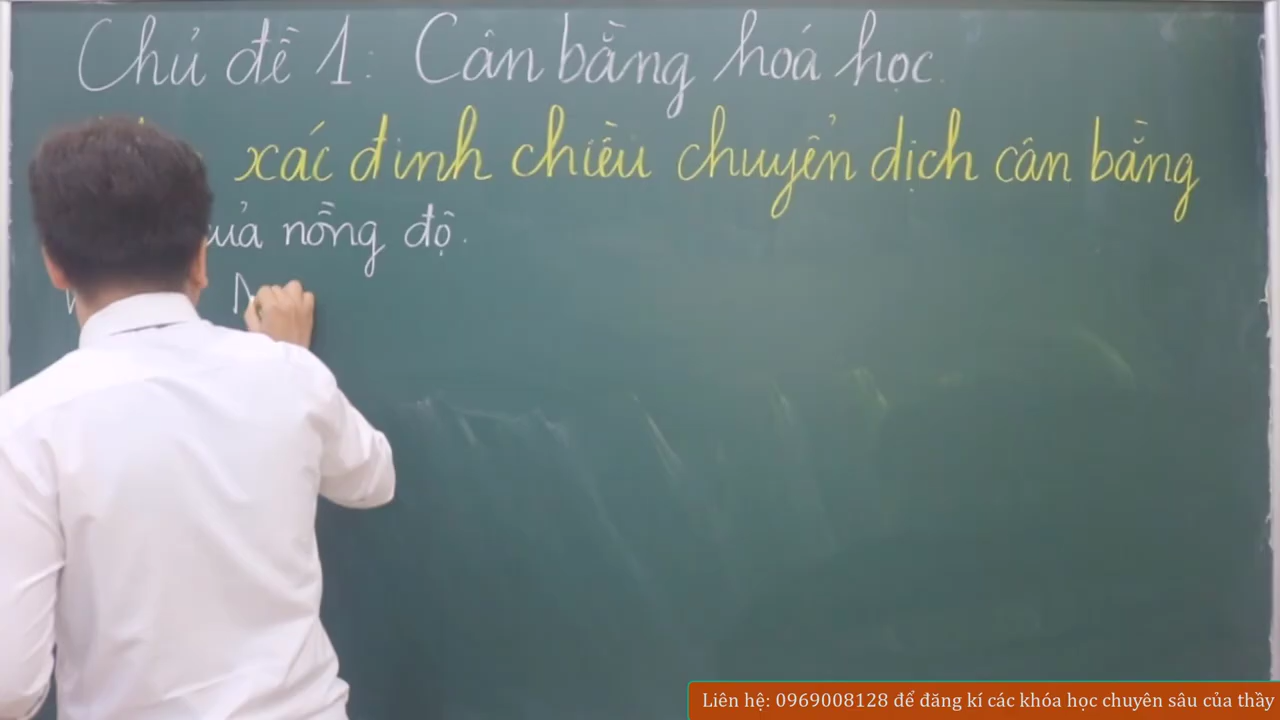 Chủ đề 1: Cân bằng hoá học.
xác định chiều chuyển dịch cân bằng
nồng độ.
Liên hệ: 0969008128 để đăng kí các khóa học chuyên sâu của thầy